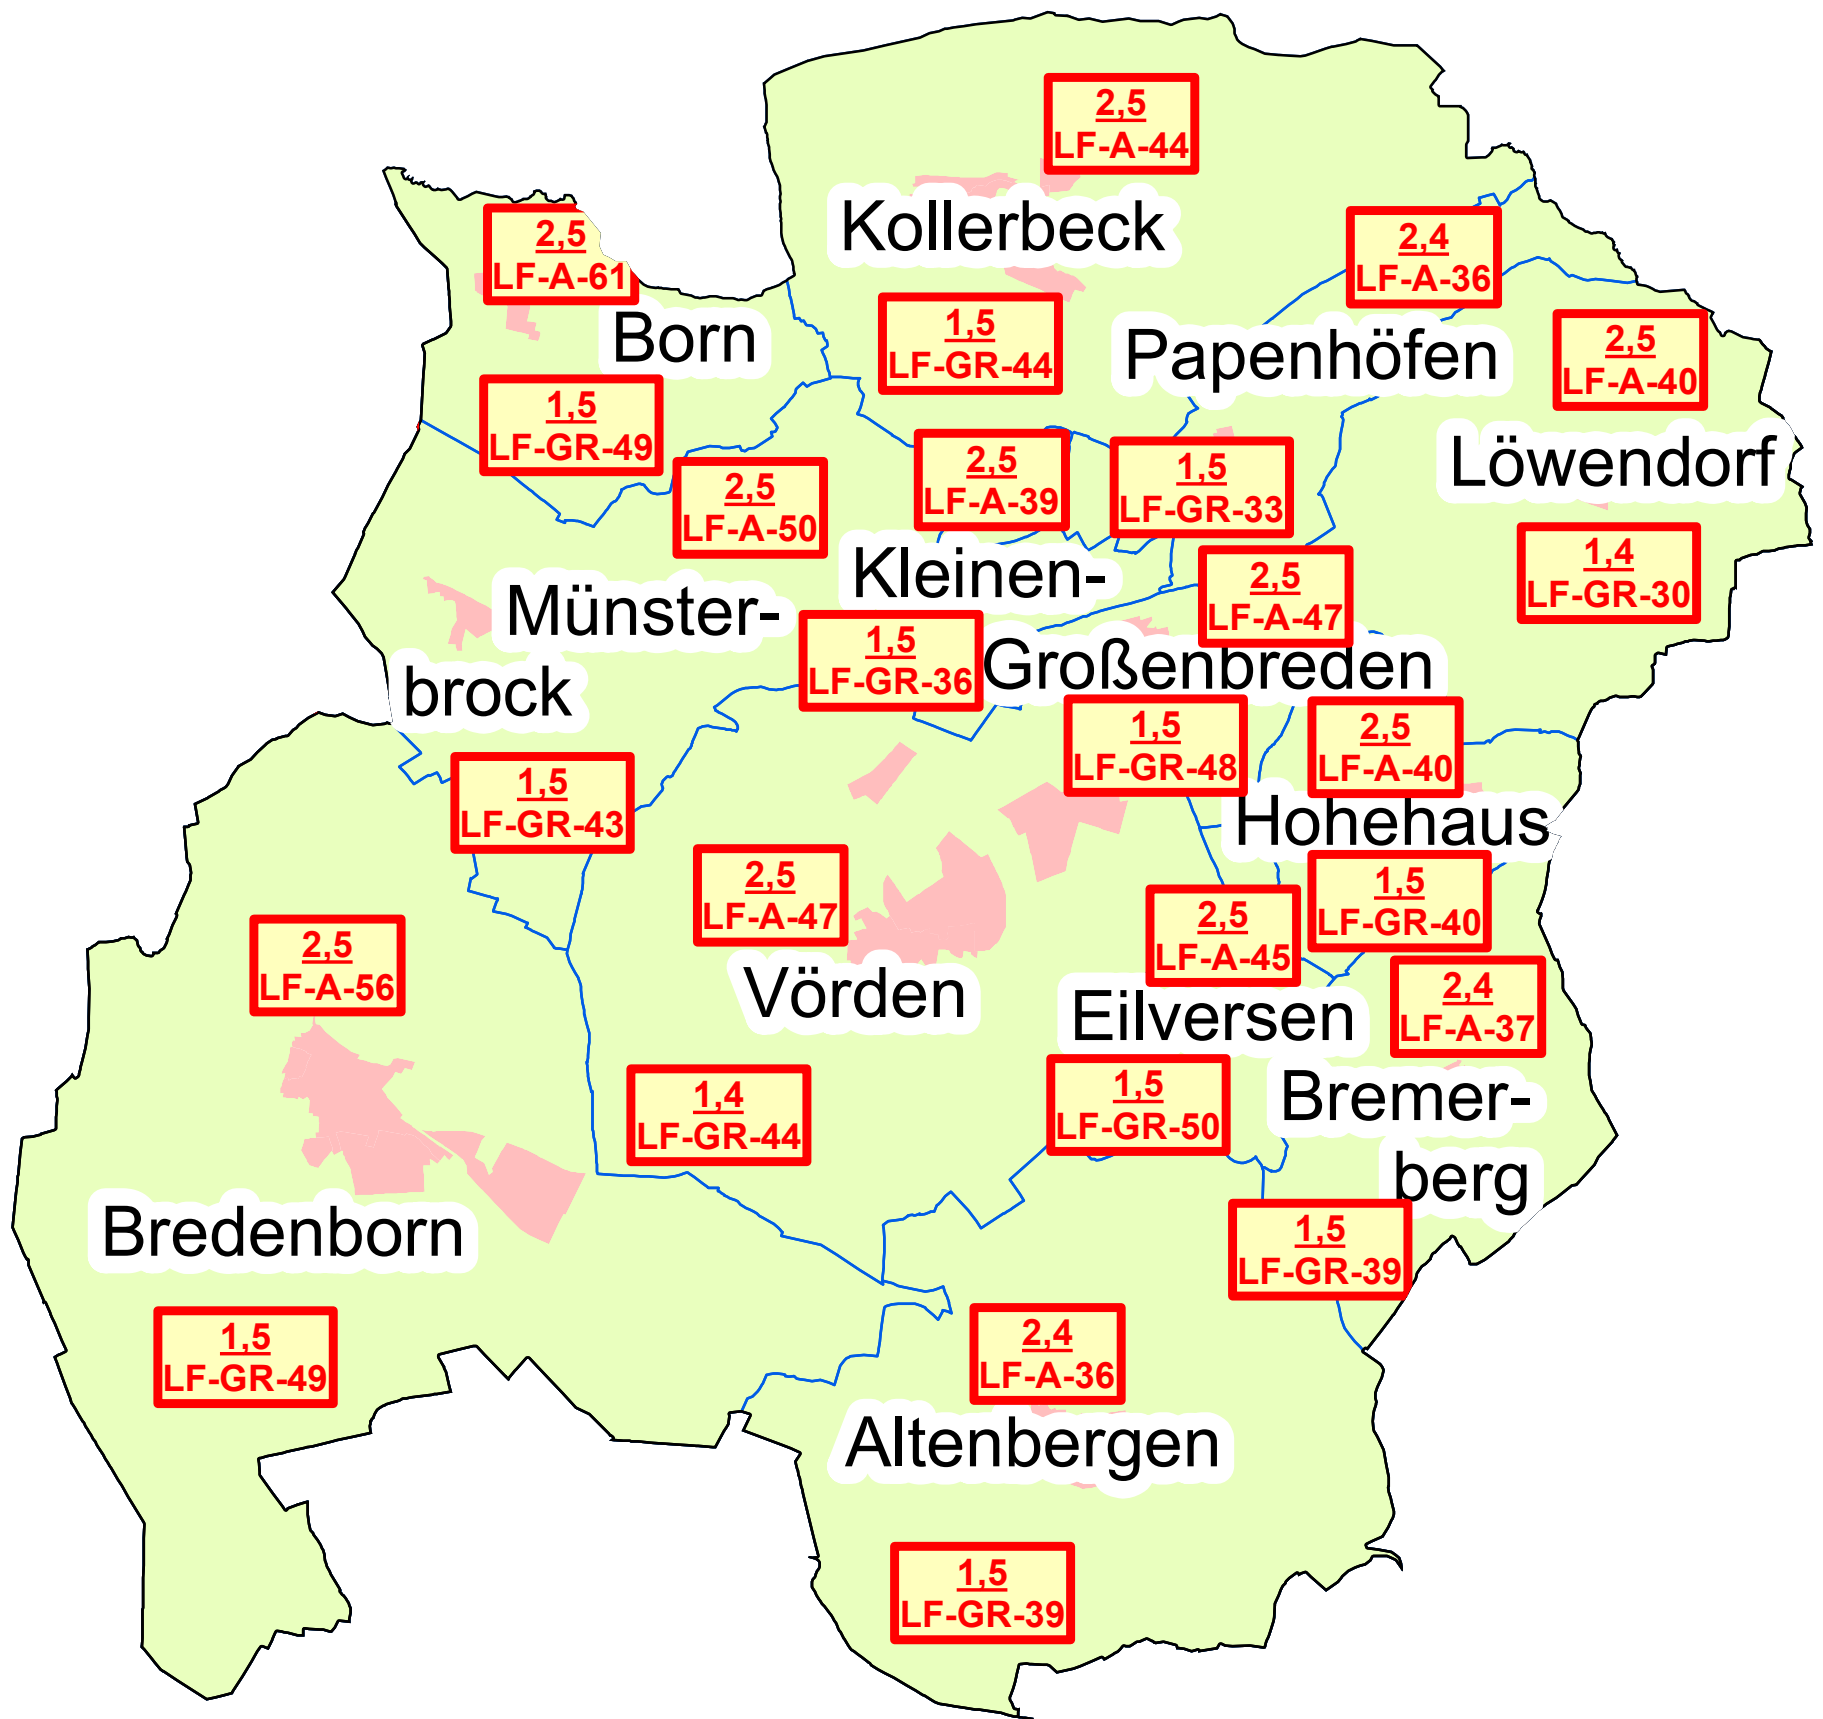 2,5
LF-A-44
Kollerbeck
2,5
LF-A-61
Born
2,4
LF-A-36
Papenhöfen
1,5
LF-GR-44
2,5
LF-A-40
Löwendorf
1,5
LF-GR-49
2,5
LF-A-50
2,5
LF-A-39
1,5
LF-GR-33
Kleinen-
2,5
LF-A-47
1,4
LF-GR-30
Münster-
brock
1,5
LF-GR-36
Großenbreden
1,5
LF-GR-48
2,5
LF-A-40
Hohehaus
1,5
LF-GR-43
2,5
LF-A-47
Vörden
2,5
LF-A-45
Eilversen
1,5
LF-GR-40
2,5
LF-A-56
2,4
LF-A-37
Bremer-
berg
1,4
LF-GR-44
1,5
LF-GR-50
Bredenborn
1,5
LF-GR-39
1,5
LF-GR-49
2,4
LF-A-36
Altenbergen
1,5
LF-GR-39